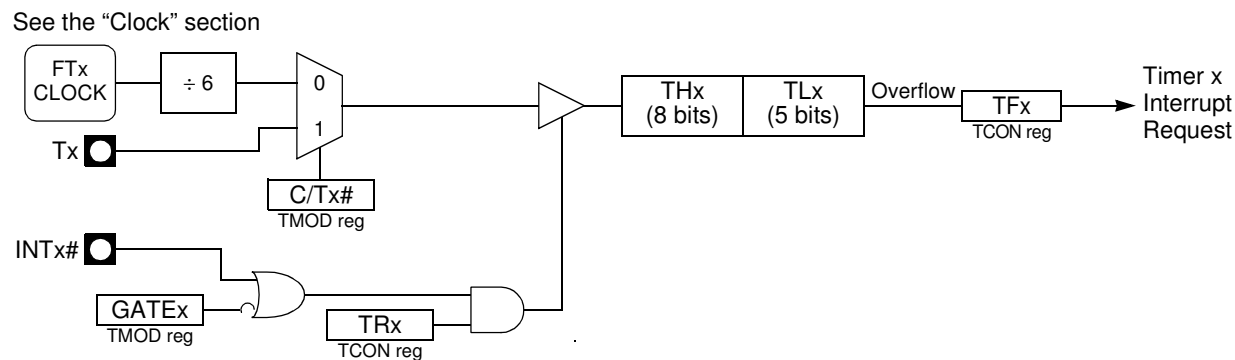 See the “Clock” section
FTx
CLOCK
÷ 6
0
1
Tx
C/Tx#
TMOD reg
THx
(8 bits)
TLx
(5 bits)
Overflow
TFx
TCON reg
Timer x
Interrupt
Request
INTx#
GATEx
TMOD reg
TRx
TCON reg